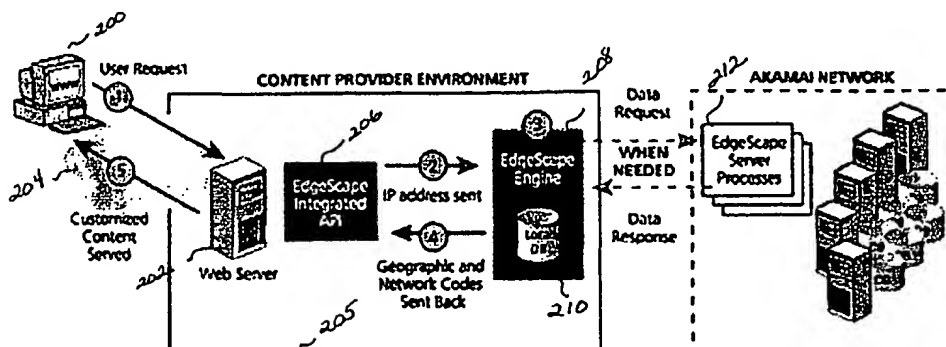 200
WWW
User Request
1
CONTENT PROVIDER ENVIRONMENT
208
212
AKAMAI NETWORK
206
3
Data
Request
EdgeScape
Integrated
API
2
IP address sent
EdgeScape
Engine
WHEN
NEEDED
EdgeScape
Server
Processes
204
5
Customized
Content
Served
4
Local
DB
Data
Response
202
Web Server
Geographic and
Network Codes
Sent Back
210
205